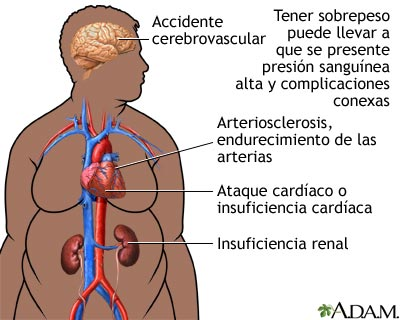 Accidente
cerebrovascular
Tener sobrepeso
puede llevar a
que se presente
presión sanguínea
alta y complicaciones
conexas
Arteriosclerosis,
endurecimiento de las
arterias
Ataque cardíaco o
insuficiencia cardíaca
Insuficiencia renal
A.D.A.M.